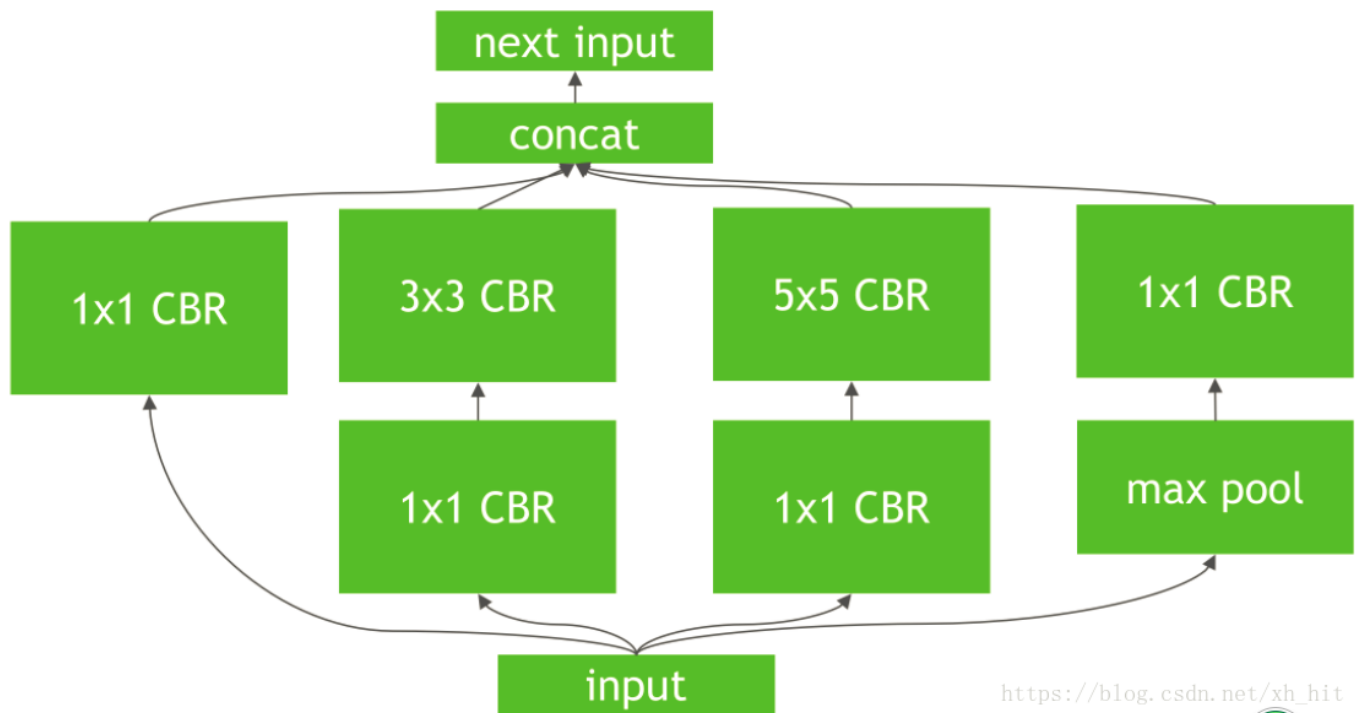 next input
concat
1x1 CBR
3x3 CBR
5x5 CBR
1x1 CBR
1x1 CBR
1x1 CBR
max pool
input
https://blog.csdn.net/xh_hit